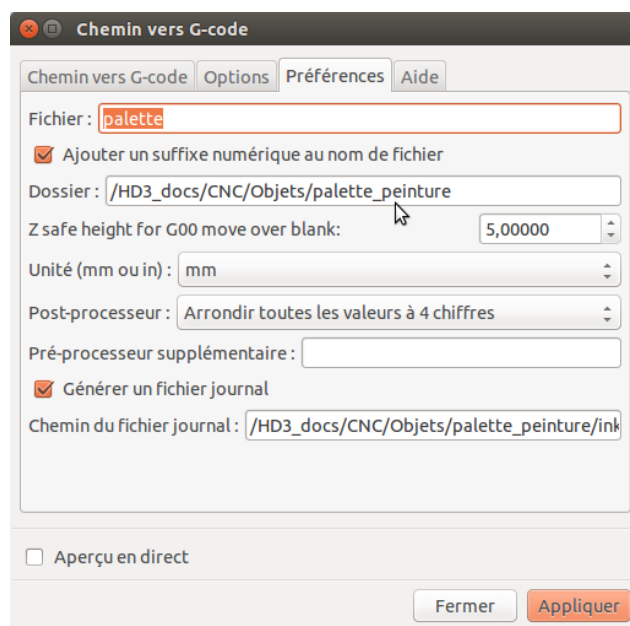 Chemin vers G-code
Chemin vers G-code Options Préférences Aide
Fichier : palette
Ajouter un suffixe numérique au nom de fichier
Dossier : /HD3_docs/CNC/Objets/palette_peinture
Z safe height for G00 move over blank: 5,00000
Unité (mm ou in) : mm
Post-processeur : Arrondir toutes les valeurs à 4 chiffres
Pré-processeur supplémentaire :
Générer un fichier journal
Chemin du fichier journal : /HD3_docs/CNC/Objets/palette_peinture/ink
Aperçu en direct
Fermer Appliquer